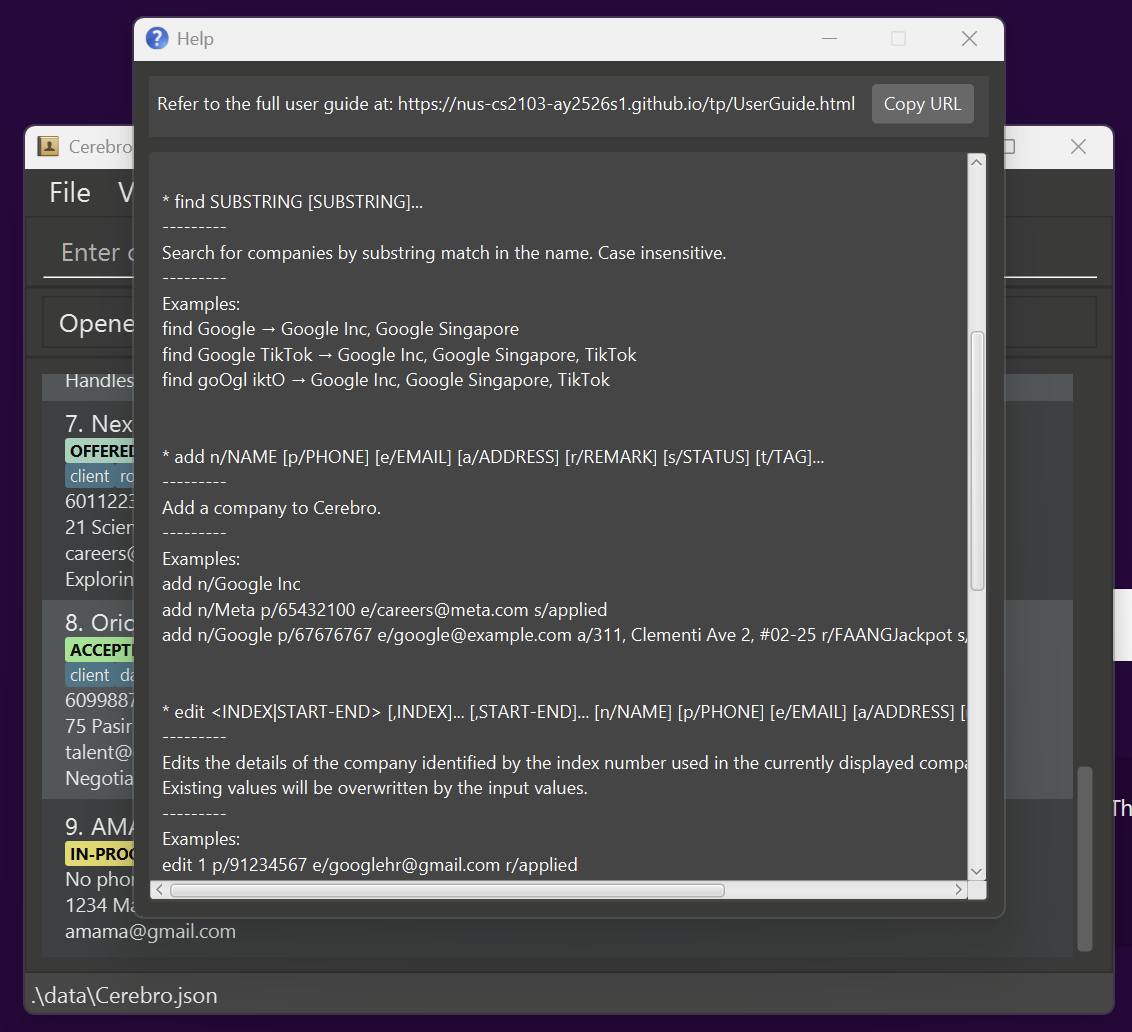 Help
Refer to the full user guide at: https://nus-cs2103-ay2526s1.github.io/tp/UserGuide.html
Copy URL
* find SUBSTRING [SUBSTRING]...
---------
Search for companies by substring match in the name. Case insensitive.
---------
Examples:
find Google → Google Inc, Google Singapore
find Google TikTok → Google Inc, Google Singapore, TikTok
find goOgl iktO → Google Inc, Google Singapore, TikTok
* add n/NAME [p/PHONE] [e/EMAIL] [a/ADDRESS] [r/REMARK] [s/STATUS] [t/TAG]...
---------
Add a company to Cerebro.
---------
Examples:
add n/Google Inc
add n/Meta p/65432100 e/careers@meta.com s/applied
add n/Google p/67676767 e/google@example.com a/311, Clementi Ave 2, #02-25 r/FAANGJackpot s/
* edit <INDEX|START-END> [,INDEX]... [,START-END]... [n/NAME] [p/PHONE] [e/EMAIL] [a/ADDRESS] [
---------
Edits the details of the company identified by the index number used in the currently displayed compa
Existing values will be overwritten by the input values.
---------
Examples:
edit 1 p/91234567 e/googlehr@gmail.com r/applied
Cerebro
File V
Enter
Opene
Handles
7. Nex
OFFERED
client ro
6011223
21 Scien
careers@
Explorin
8. Oric
ACCEPT
client da
6099887
75 Pasir
talent@
Negotia
9. AMA
IN-PROC
No phon
1234 Ma
amama@gmail.com
.\data\Cerebro.json
Th